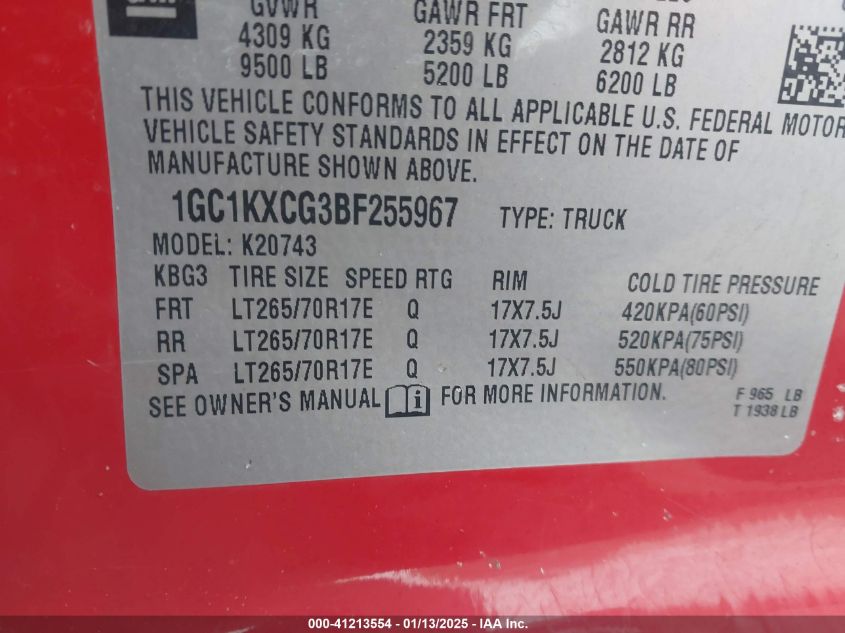 GVWR GAWR FRT GAWR RR
4309 KG 2359 KG 2812 KG
9500 LB 5200 LB 6200 LB
THIS VEHICLE CONFORMS TO ALL APPLICABLE U.S. FEDERAL MOTOR
VEHICLE SAFETY STANDARDS IN EFFECT ON THE DATE OF
MANUFACTURE SHOWN ABOVE.
1GC1KXCG3BF255967 TYPE: TRUCK
MODEL: K20743
KBG3 TIRE SIZE SPEED RTG RIM COLD TIRE PRESSURE
FRT LT265/70R17E Q 17X7.5J 420KPA(60PSI)
RR LT265/70R17E Q 17X7.5J 520KPA(75PSI)
SPA LT265/70R17E Q 17X7.5J 550KPA(80PSI)
SEE OWNER'S MANUAL i FOR MORE INFORMATION.
F 965 LB
T 1938 LB
000-41213554 - 01/13/2025 - IAA Inc.